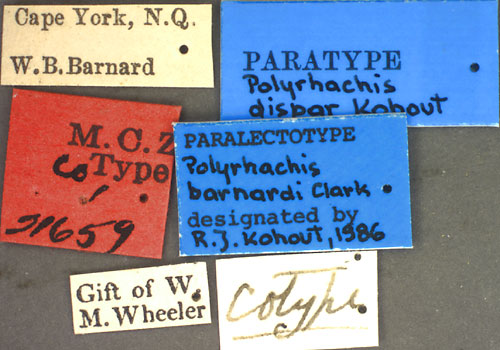 Cape York, N.Q.
W.B.Barnard
PARATYPE
Polyrhachis
dispar Kohout
M.C.Z
Co Type
31659
PARALECTOTYPE
Polyrhachis
barnardi Clark
designated by
R.J. Kohout, 1986
Gift of W.
M. Wheeler
Cotype.